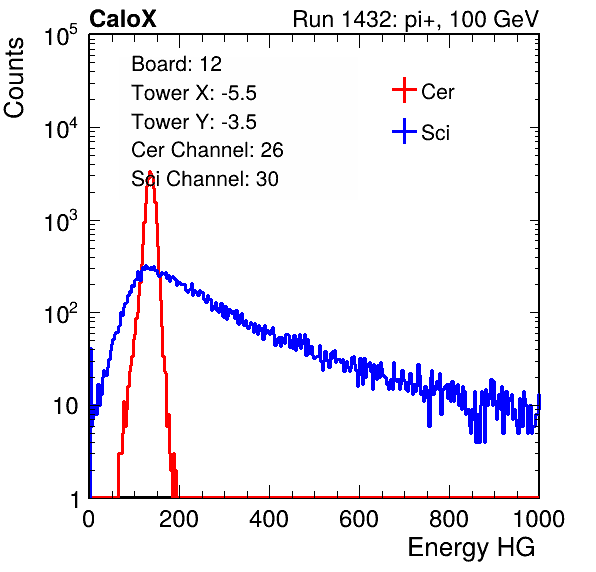 CaloX Run 1432: pi+, 100 GeV
Counts
Board: 12
Tower X: -5.5
Tower Y: -3.5
Cer Channel: 26
Sci Channel: 30
Cer
Sci
10^5
10^4
10^3
10^2
10
1
0 200 400 600 800 1000
Energy HG